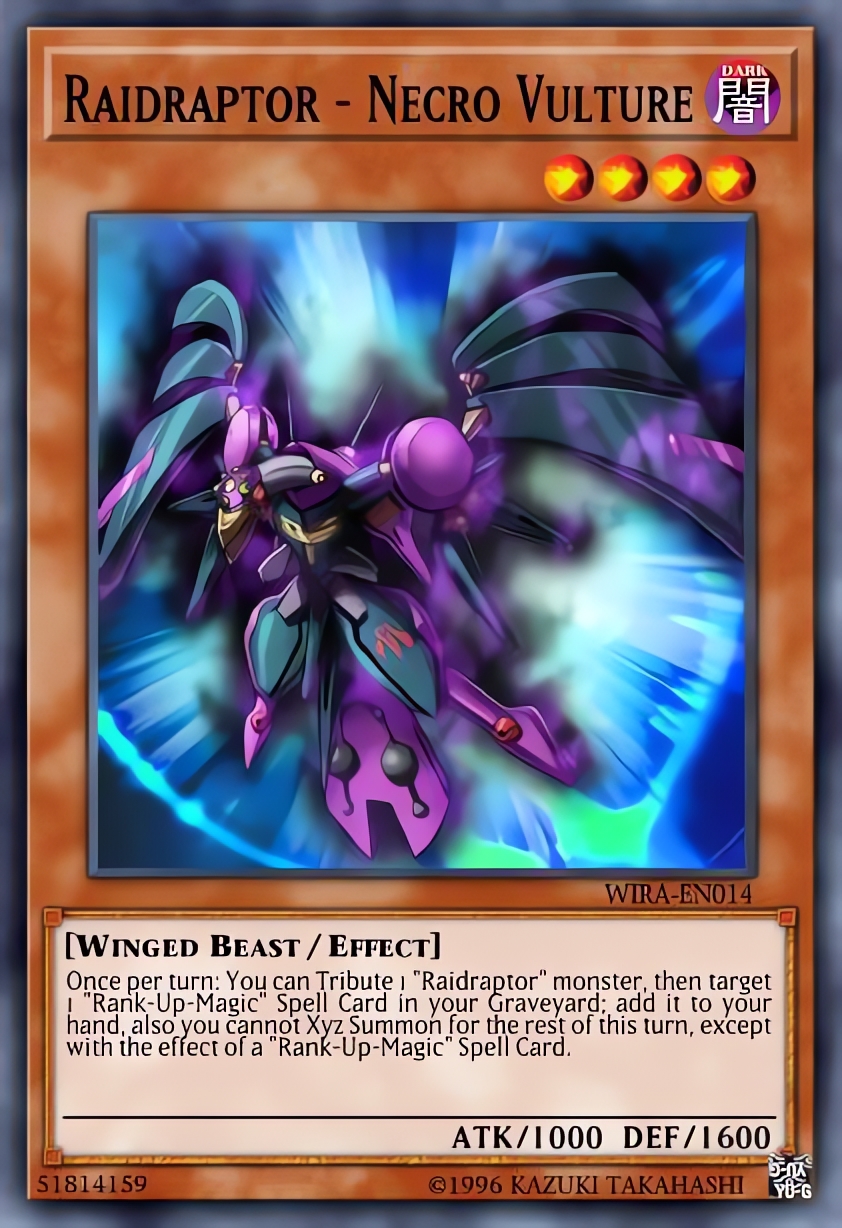 Raidraptor - Necro Vulture
DARK
闇
WIRA-EN014
[Winged Beast / Effect]
Once per turn: You can Tribute 1 "Raidraptor" monster, then target
1 "Rank-Up-Magic" Spell Card in your Graveyard; add it to your
hand, also you cannot Xyz Summon for the rest of this turn, except
with the effect of a "Rank-Up-Magic" Spell Card.
ATK/1000 DEF/1600
51814159
©1996 KAZUKI TAKAHASHI